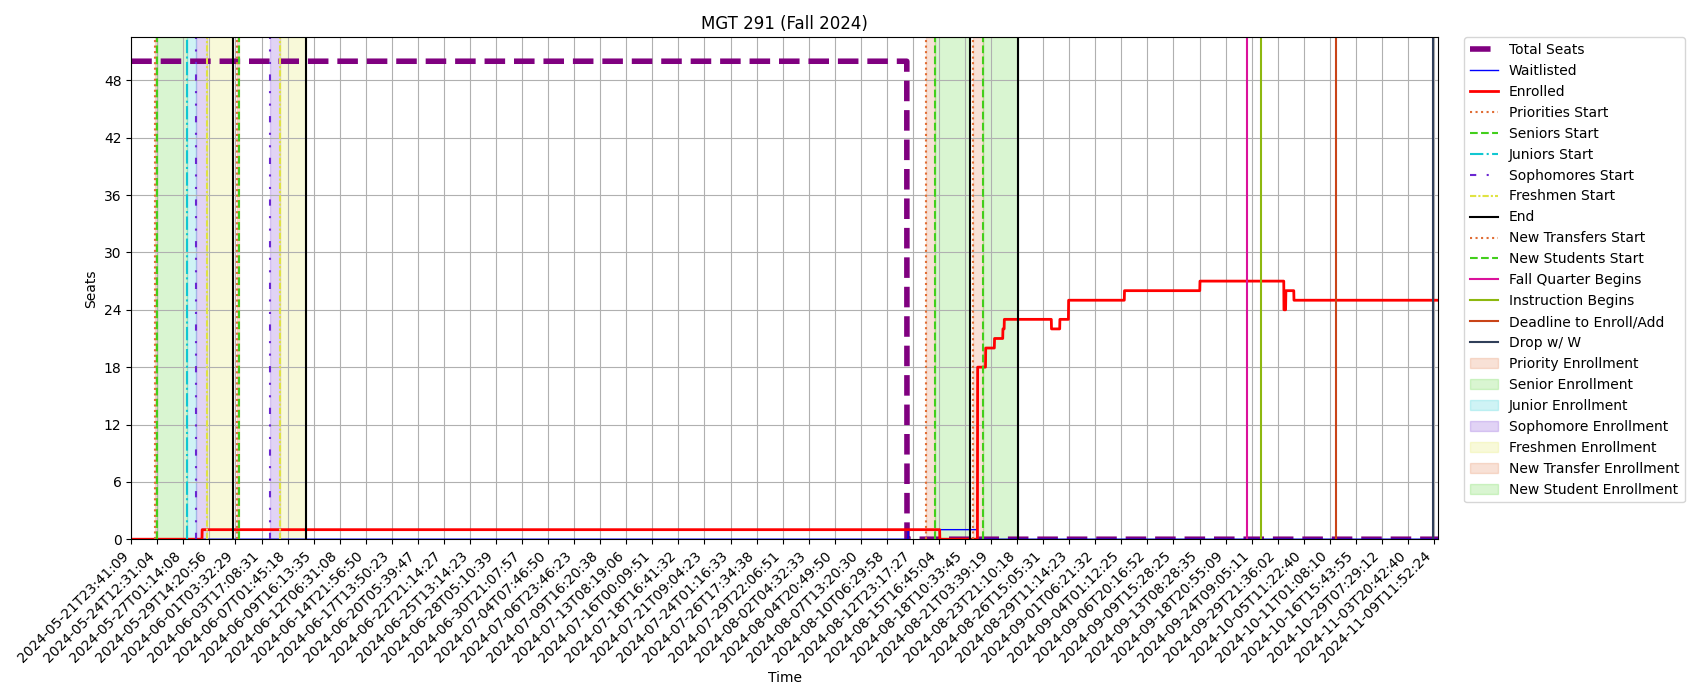 MGT 291 (Fall 2024)
Seats
48
42
36
30
24
18
12
6
0
2024-05-21T23:41:09
2024-05-24T12:31:04
2024-05-27T01:14:08
2024-05-29T14:20:56
2024-06-01T03:32:29
2024-06-03T17:08:31
2024-06-07T01:45:18
2024-06-09T16:13:35
2024-06-12T06:31:08
2024-06-14T21:56:50
2024-06-17T13:50:23
2024-06-20T05:39:47
2024-06-22T21:14:27
2024-06-25T13:14:23
2024-06-28T05:10:39
2024-06-30T21:07:57
2024-07-04T07:46:50
2024-07-06T23:46:23
2024-07-09T16:20:38
2024-07-13T08:19:06
2024-07-16T00:09:51
2024-07-18T16:41:32
2024-07-21T09:04:23
2024-07-24T01:16:33
2024-07-26T17:34:38
2024-07-29T22:06:51
2024-08-02T04:32:33
2024-08-04T20:49:50
2024-08-07T13:20:30
2024-08-10T06:29:58
2024-08-12T23:17:27
2024-08-15T16:45:04
2024-08-18T10:33:45
2024-08-21T03:39:19
2024-08-23T21:10:18
2024-08-26T15:05:31
2024-08-29T11:14:23
2024-09-01T06:21:32
2024-09-04T01:12:25
2024-09-06T20:16:52
2024-09-09T15:28:25
2024-09-13T08:28:35
2024-09-18T20:55:09
2024-09-24T09:05:11
2024-09-29T21:36:02
2024-10-05T11:22:40
2024-10-11T01:08:10
2024-10-16T15:43:55
2024-10-29T07:29:12
2024-11-03T20:42:40
2024-11-09T11:52:24
Time
Total Seats
Waitlisted
Enrolled
Priorities Start
Seniors Start
Juniors Start
Sophomores Start
Freshmen Start
End
New Transfers Start
New Students Start
Fall Quarter Begins
Instruction Begins
Deadline to Enroll/Add
Drop w/ W
Priority Enrollment
Senior Enrollment
Junior Enrollment
Sophomore Enrollment
Freshmen Enrollment
New Transfer Enrollment
New Student Enrollment